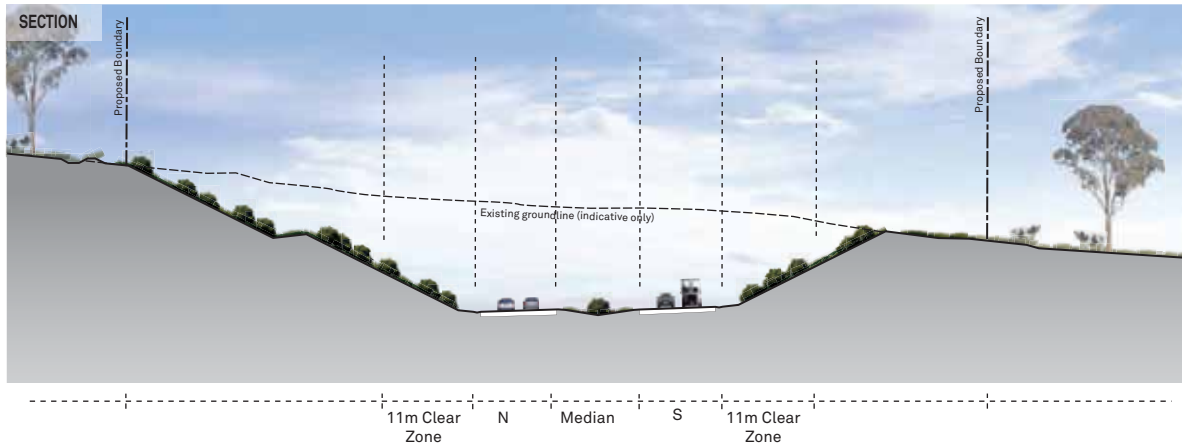 SECTION
Proposed Boundary
Proposed Boundary
Existing groundline (indicative only)
11m Clear
Zone
N
Median
S
11m Clear
Zone